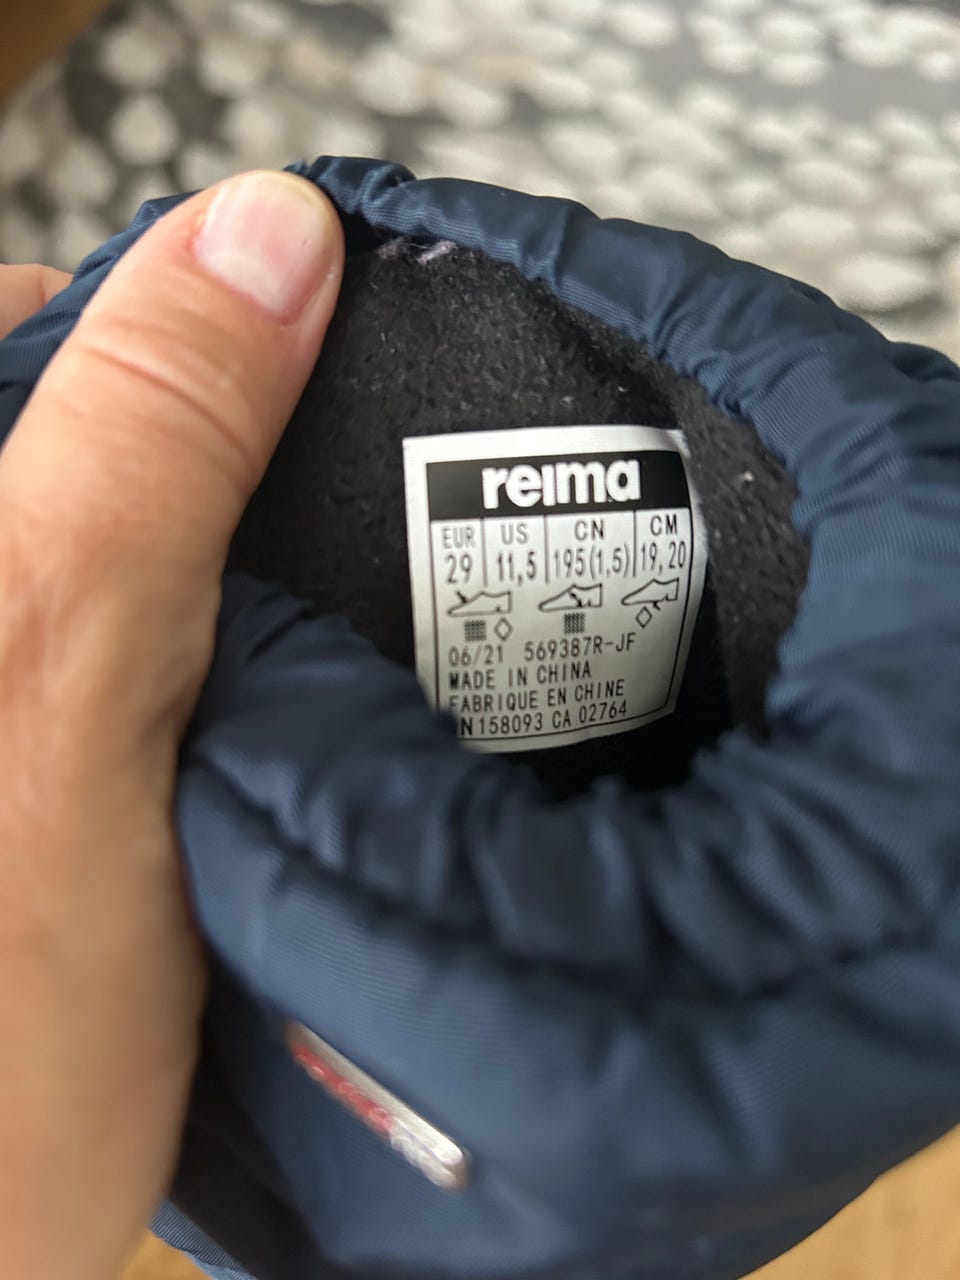 reima
EUR US CN CM
29 11,5 195(1,5) 19,20
06/21 569387R-JF
MADE IN CHINA
FABRIQUE EN CHINE
158093 CA 02764